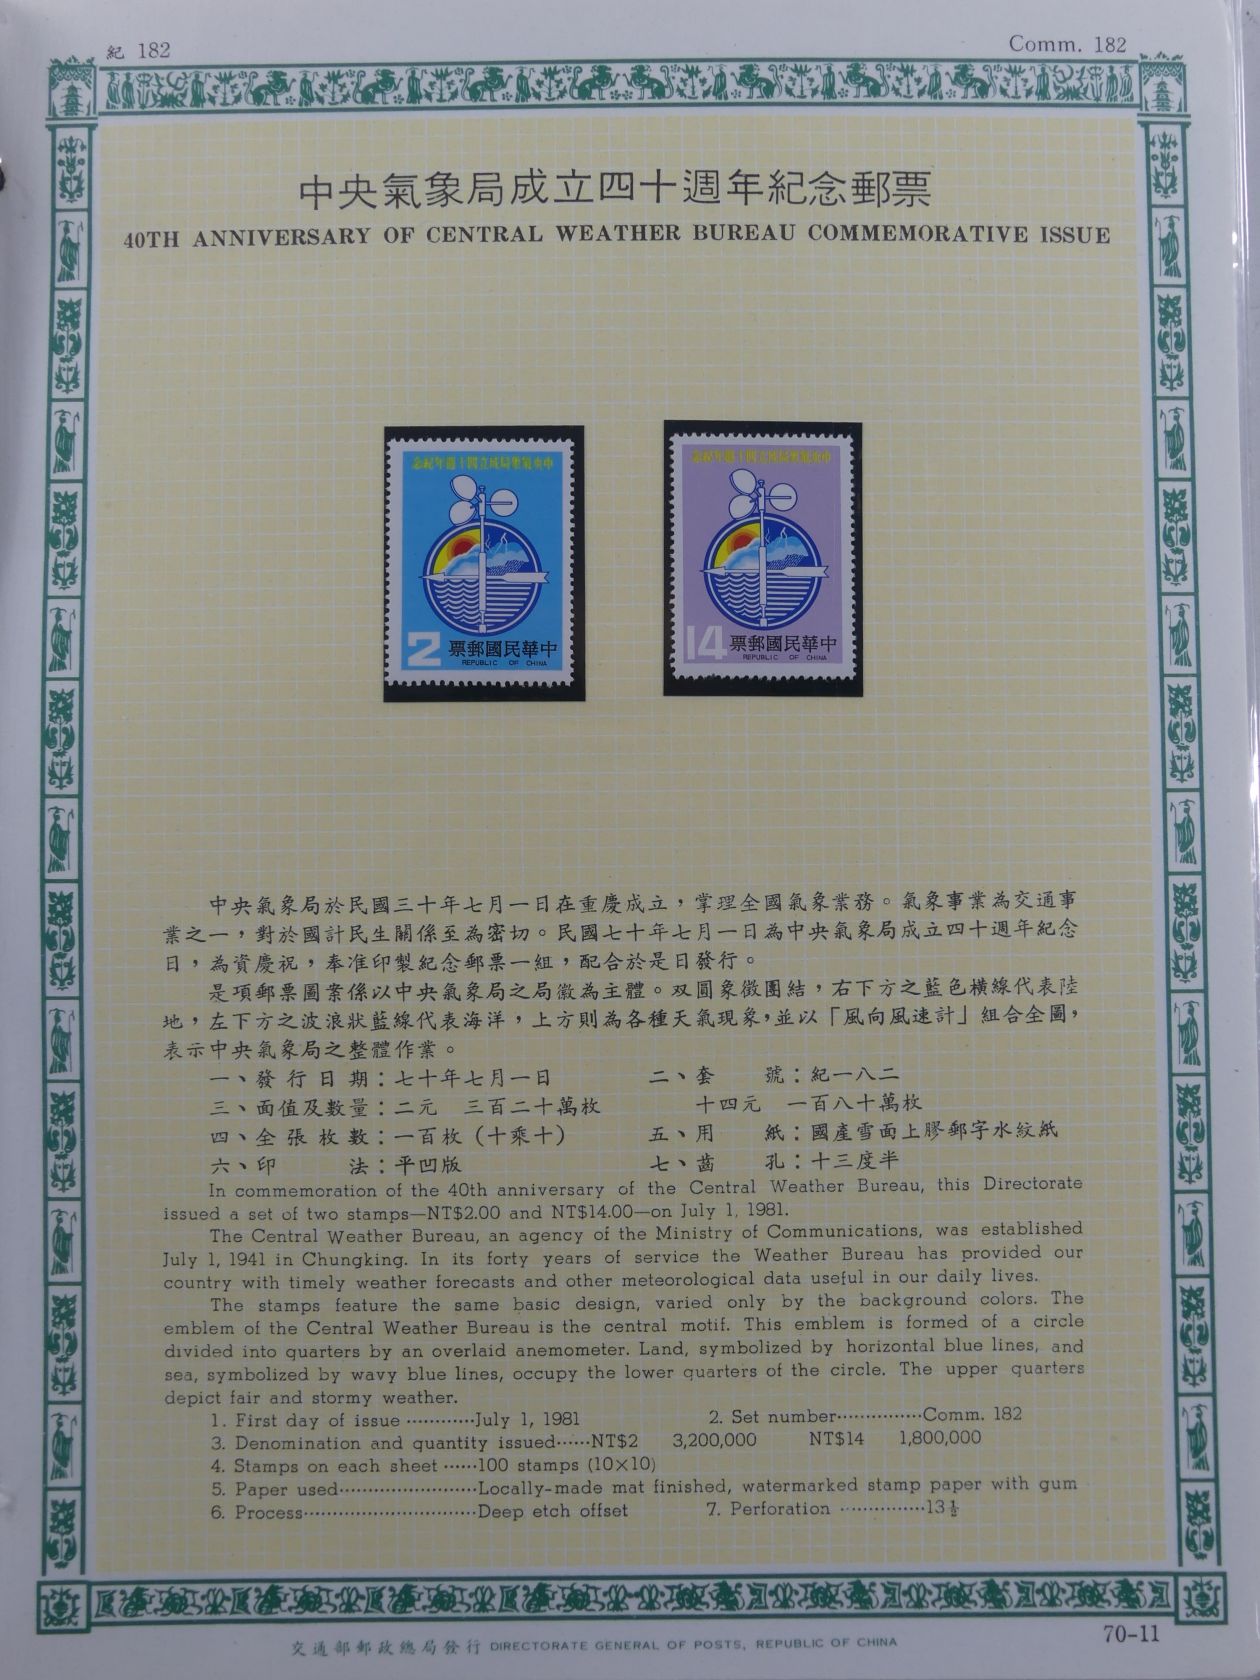 紀 182
Comm. 182
中央氣象局成立四十週年紀念郵票
40TH ANNIVERSARY OF CENTRAL WEATHER BUREAU COMMEMORATIVE ISSUE
念紀年週十四立成局象氣央中
2
票郵國民華中
REPUBLIC OF CHINA
念紀年週十四立成局象氣央中
14
票郵國民華中
REPUBLIC OF CHINA
中央氣象局於民國三十年七月一日在重慶成立，掌理全國氣象業務。氣象事業為交通事
業之一，對於國計民生關係至為密切。民國七十年七月一日為中央氣象局成立四十週年紀念
日，為資慶祝，奉准印製紀念郵票一組，配合於是日發行。
是項郵票圖案係以中央氣象局之局徽為主體。双圓象徵團結，右下方之藍色橫線代表陸
地，左下方之波浪狀藍線代表海洋，上方則為各種天氣現象，並以「風向風速計」組合全圖，
表示中央氣象局之整體作業。
一、發行日期：七十年七月一日 二、套 號：紀一八二
三、面值及數量：二元 三百二十萬枚 十四元 一百八十萬枚
四、全張枚數：一百枚（十乘十） 五、用 紙：國產雪面上膠郵字水紋紙
六、印 法：平凹版 七、齒 孔：十三度半
In commemoration of the 40th anniversary of the Central Weather Bureau, this Directorate
issued a set of two stamps—NT$2.00 and NT$14.00—on July 1, 1981.
The Central Weather Bureau, an agency of the Ministry of Communications, was established
July 1, 1941 in Chungking. In its forty years of service the Weather Bureau has provided our
country with timely weather forecasts and other meteorological data useful in our daily lives.
The stamps feature the same basic design, varied only by the background colors. The
emblem of the Central Weather Bureau is the central motif. This emblem is formed of a circle
divided into quarters by an overlaid anemometer. Land, symbolized by horizontal blue lines, and
sea, symbolized by wavy blue lines, occupy the lower quarters of the circle. The upper quarters
depict fair and stormy weather.
1. First day of issue ············July 1, 1981 2. Set number···············Comm. 182
3. Denomination and quantity issued······NT$2 3,200,000 NT$14 1,800,000
4. Stamps on each sheet ······100 stamps (10×10)
5. Paper used························Locally-made mat finished, watermarked stamp paper with gum
6. Process······························Deep etch offset 7. Perforation ···············13½
交通部郵政總局發行 DIRECTORATE GENERAL OF POSTS, REPUBLIC OF CHINA
70-11